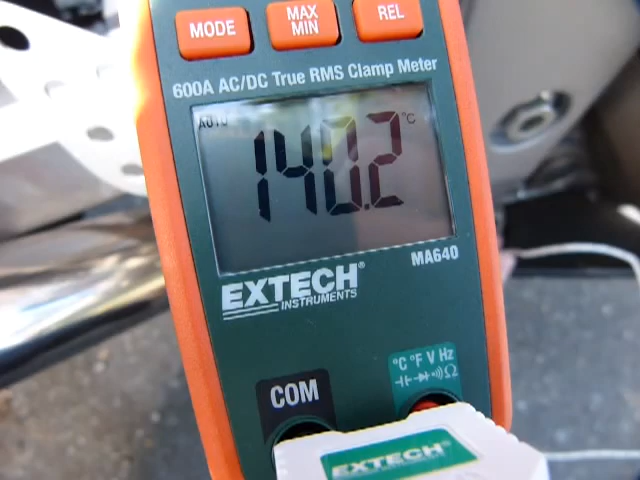 MODE
MAX
MIN
REL
600A AC/DC True RMS Clamp Meter
AUTO
140.2 °C
MA640
EXTECH®
INSTRUMENTS
COM
°C °F V Hz
Ω
EXTECH